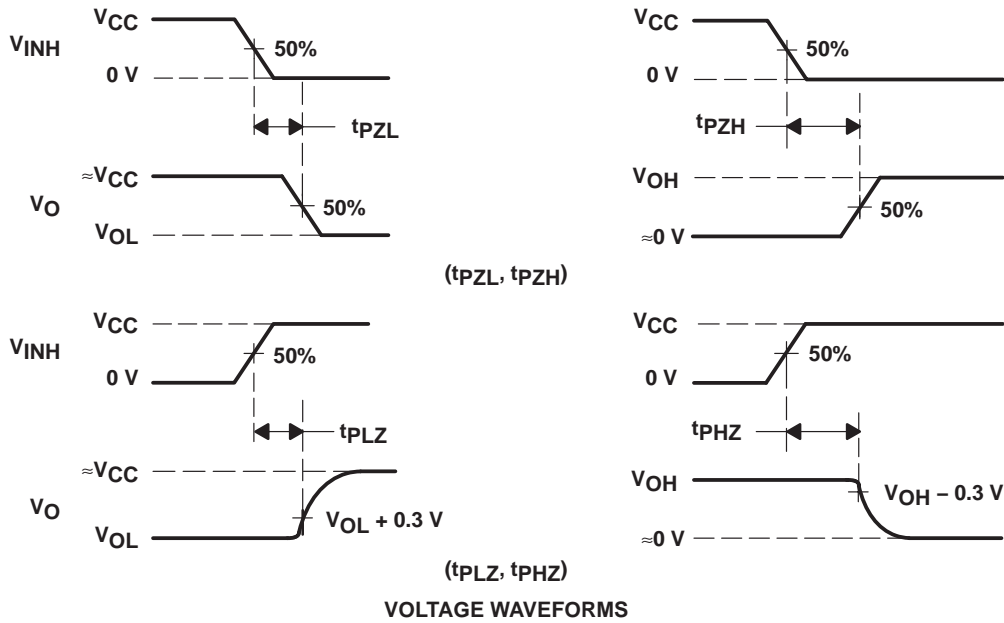 VCC
VINH
50%
0 V
tPZL
≈VCC
VO
50%
VOL
VCC
50%
0 V
tPZH
VOH
50%
≈0 V
(tPZL, tPZH)
VCC
VINH
50%
0 V
tPLZ
≈VCC
VO
VOL + 0.3 V
VOL
VCC
50%
0 V
tPHZ
VOH
VOH – 0.3 V
≈0 V
(tPLZ, tPHZ)
VOLTAGE WAVEFORMS